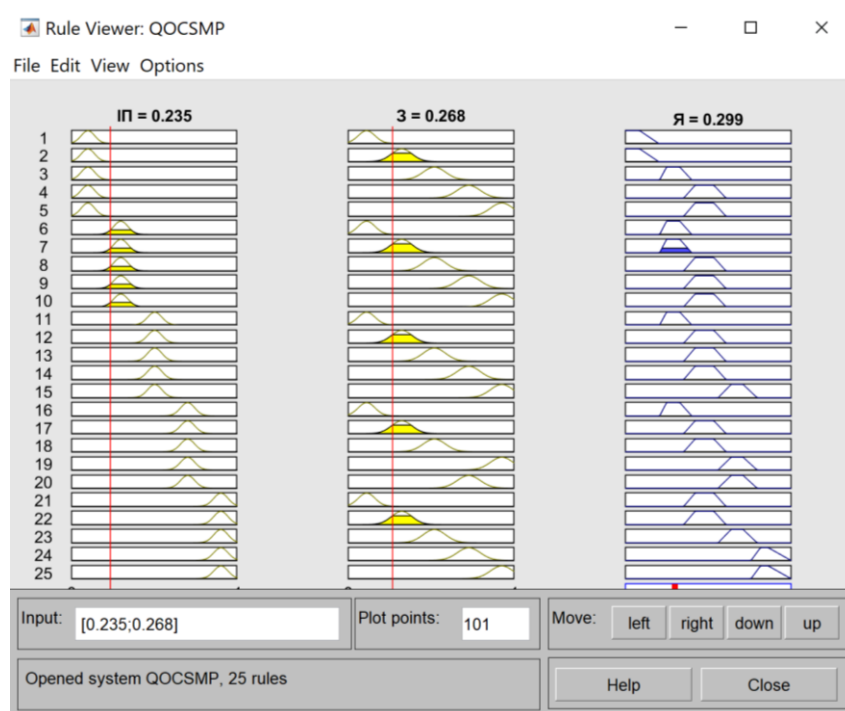 Rule Viewer: QOCSMP
File Edit View Options
ІП = 0.235
З = 0.268
Я = 0.299
1
2
3
4
5
6
7
8
9
10
11
12
13
14
15
16
17
18
19
20
21
22
23
24
25
Input:
[0.235;0.268]
Plot points:
101
Move:
left
right
down
up
Opened system QOCSMP, 25 rules
Help
Close